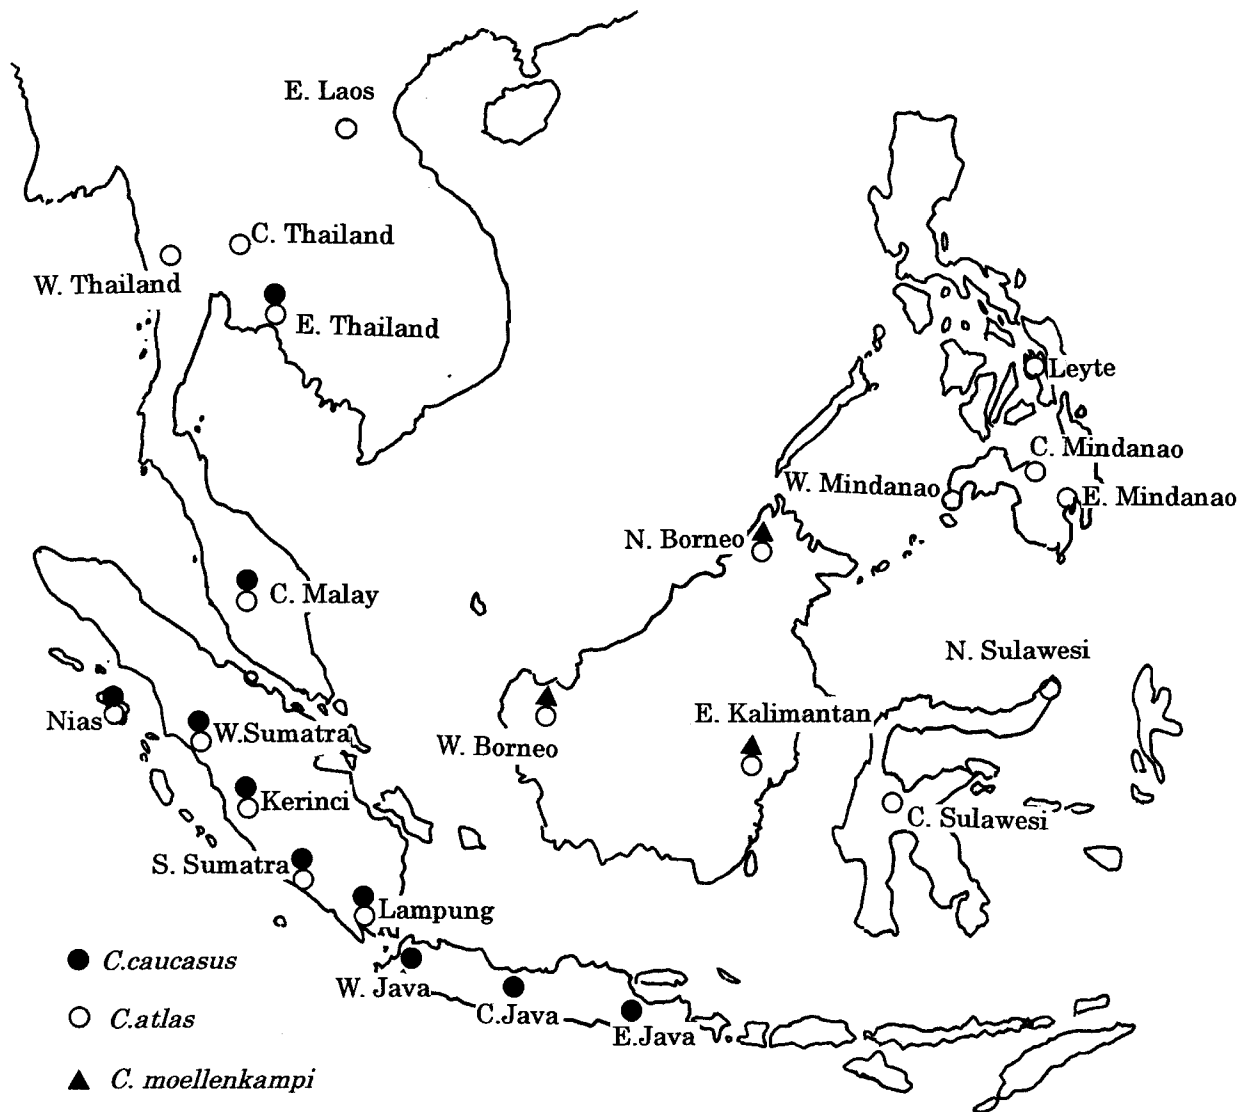 E. Laos
C. Thailand
W. Thailand
E. Thailand
Leyte
C. Mindanao
W. Mindanao
E. Mindanao
N. Borneo
C. Malay
N. Sulawesi
Nias
W.Sumatra
E. Kalimantan
W. Borneo
Kerinci
C. Sulawesi
S. Sumatra
Lampung
C.caucasus
W. Java
C.Java
C.atlas
E.Java
C. moellenkampi